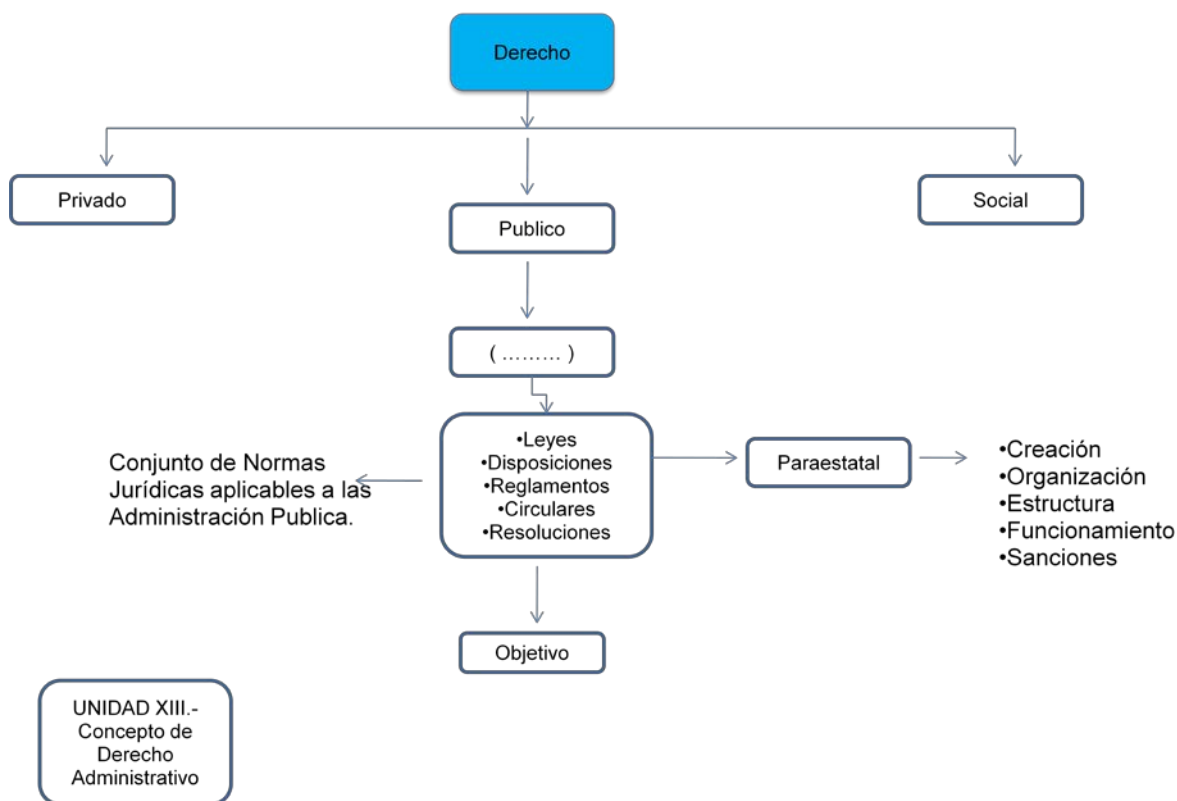 Derecho
Privado
Social
Publico
( ……… )
•Leyes
•Disposiciones
•Reglamentos
•Circulares
•Resoluciones
Conjunto de Normas
Jurídicas aplicables a las
Administración Publica.
Paraestatal
•Creación
•Organización
•Estructura
•Funcionamiento
•Sanciones
Objetivo
UNIDAD XIII.-
Concepto de
Derecho
Administrativo